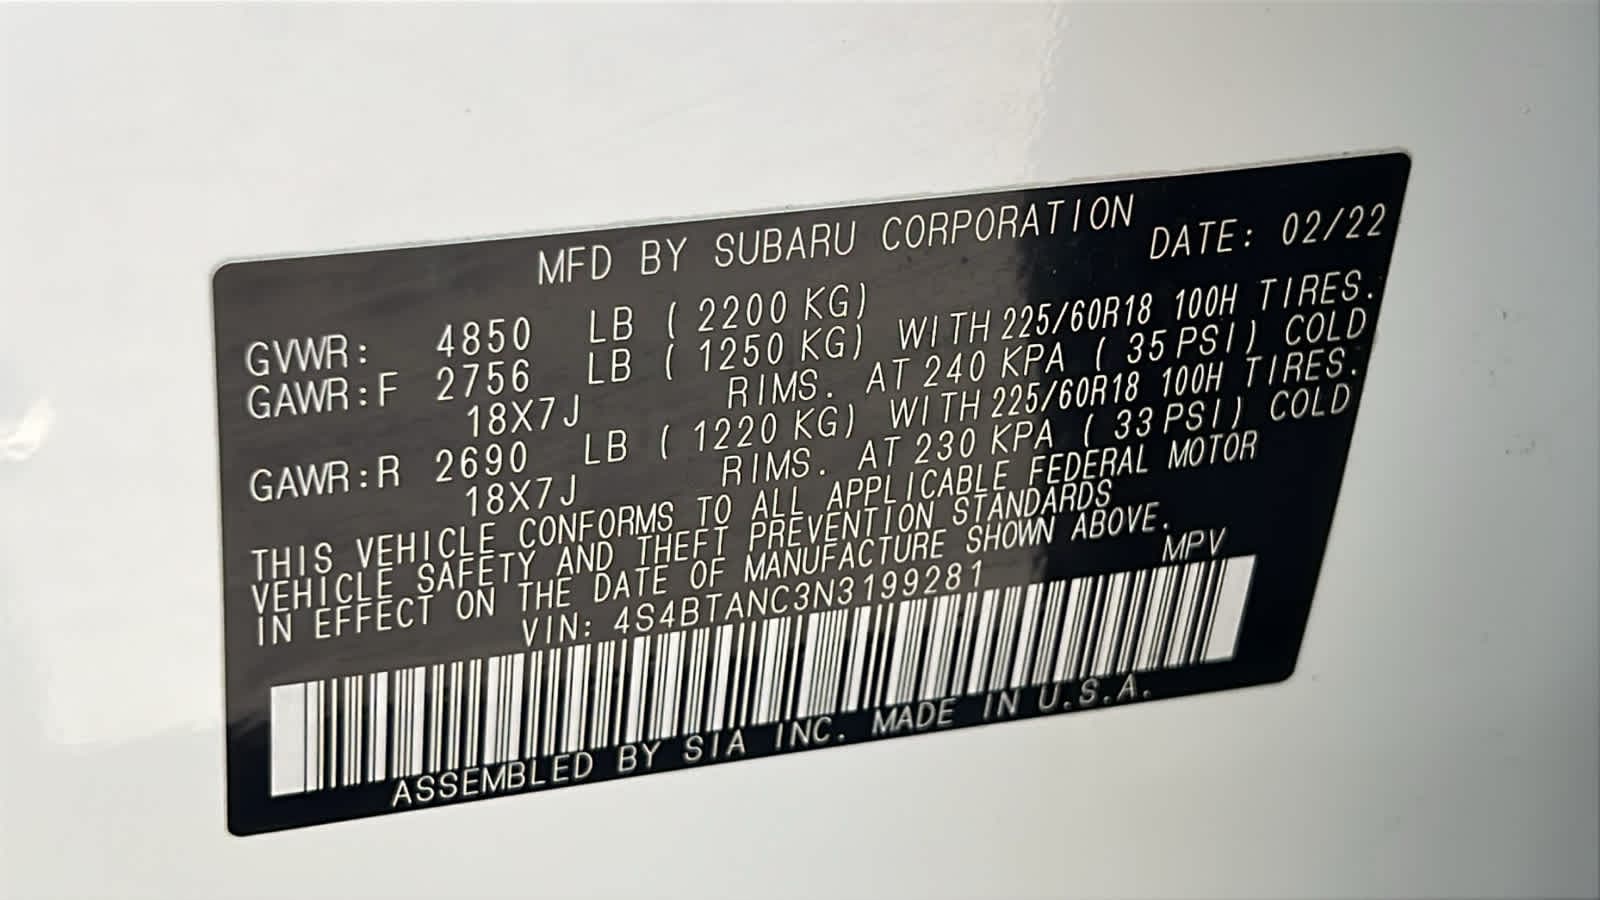 MFD BY SUBARU CORPORATION DATE: 02/22
GVWR: 4850 LB ( 2200 KG)
GAWR:F 2756 LB ( 1250 KG) WITH 225/60R18 100H TIRES.
18X7J RIMS. AT 240 KPA ( 35 PSI) COLD
GAWR:R 2690 LB ( 1220 KG) WITH 225/60R18 100H TIRES.
18X7J RIMS. AT 230 KPA ( 33 PSI) COLD
THIS VEHICLE CONFORMS TO ALL APPLICABLE FEDERAL MOTOR
VEHICLE SAFETY AND THEFT PREVENTION STANDARDS
IN EFFECT ON THE DATE OF MANUFACTURE SHOWN ABOVE.
VIN: 4S4BTANC3N3199281 MPV
ASSEMBLED BY SIA INC. MADE IN U.S.A.